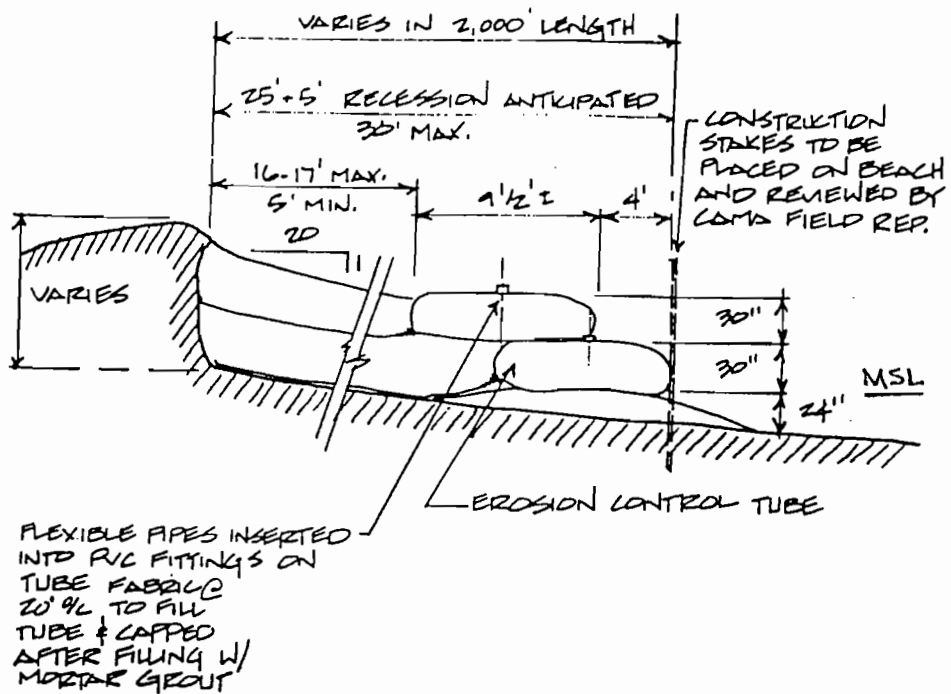 VARIES IN 2,000' LENGTH
25'+5' RECESSION ANTICIPATED
30' MAX.
16-17' MAX.
5' MIN.
9'1/2' ±
4'
CONSTRUCTION
STAKES TO BE
PLACED ON BEACH
AND REVIEWED BY
CAMA FIELD REP.
20
1
VARIES
30"
30"
24"
MSL
EROSION CONTROL TUBE
FLEXIBLE PIPES INSERTED
INTO PVC FITTINGS ON
TUBE FABRIC @
20' O/C TO FILL
TUBE & CAPPED
AFTER FILLING W/
MORTAR GROUT